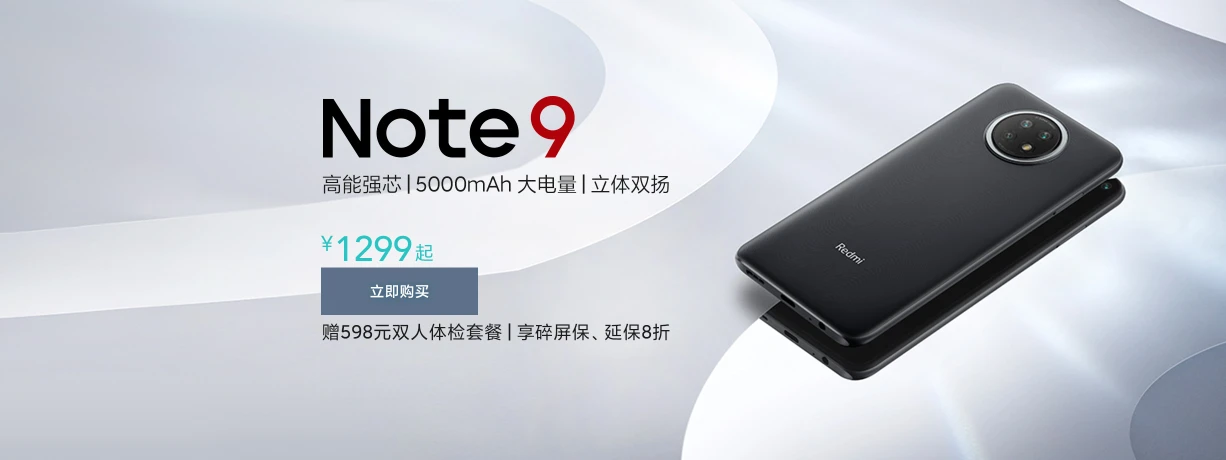 Note 9
高能强芯 | 5000mAh 大电量 | 立体双扬
¥1299起
立即购买
赠598元双人体检套餐 | 享碎屏保、延保8折
Redmi